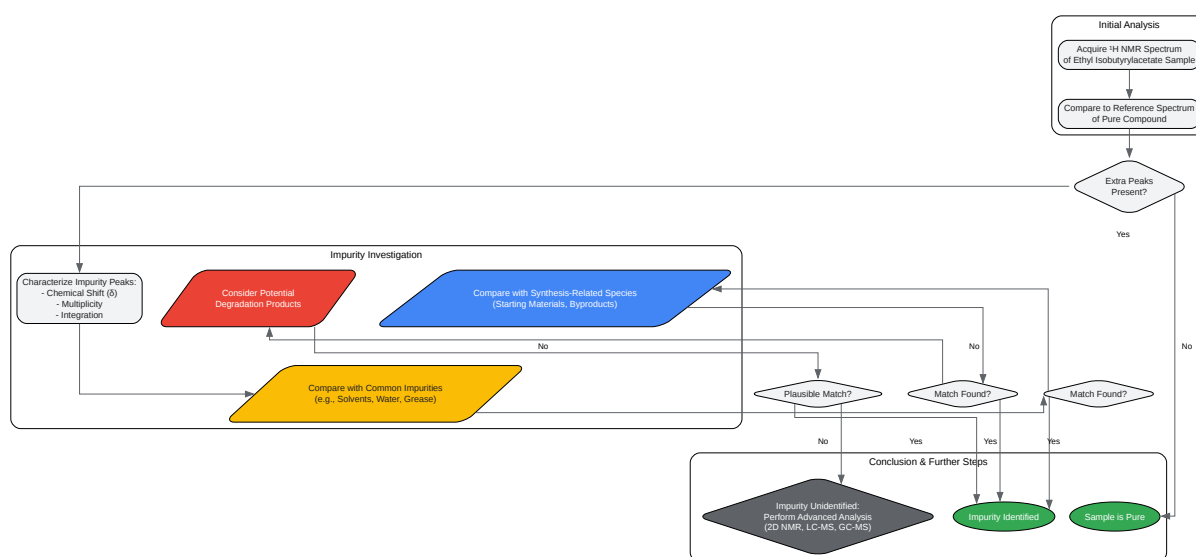 Initial Analysis
Acquire ¹H NMR Spectrum
of Ethyl Isobutyrylacetate Sample
Compare to Reference Spectrum
of Pure Compound
Extra Peaks
Present?
Yes
No
Impurity Investigation
Characterize Impurity Peaks:
- Chemical Shift (δ)
- Multiplicity
- Integration
Consider Potential
Degradation Products
Compare with Synthesis-Related Species
(Starting Materials, Byproducts)
No
No
Compare with Common Impurities
(e.g., Solvents, Water, Grease)
Plausible Match?
Match Found?
Match Found?
No
Yes
Yes
Yes
Conclusion & Further Steps
Impurity Unidentified:
Perform Advanced Analysis
(2D NMR, LC-MS, GC-MS)
Impurity Identified
Sample is Pure